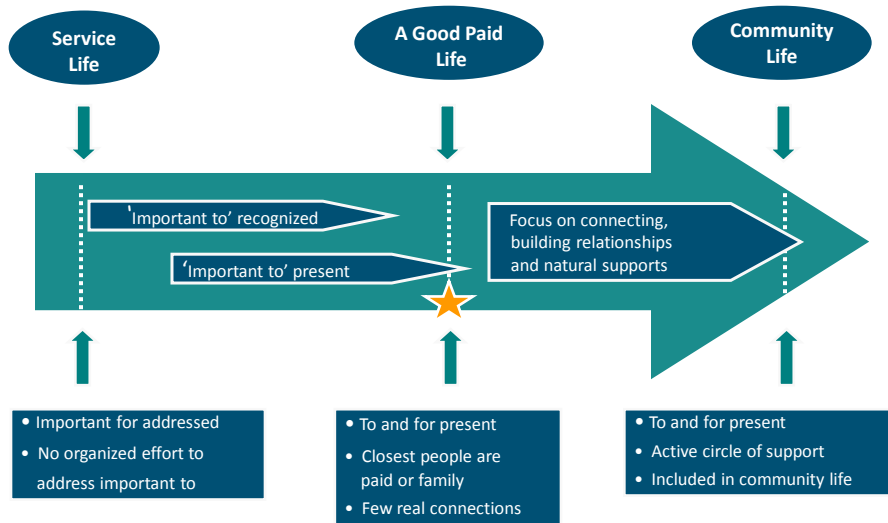 Service
Life
A Good Paid
Life
Community
Life
'Important to' recognized
'Important to' present
Focus on connecting,
building relationships
and natural supports
• Important for addressed
• No organized effort to
address important to
• To and for present
• Closest people are
paid or family
• Few real connections
• To and for present
• Active circle of support
• Included in community life